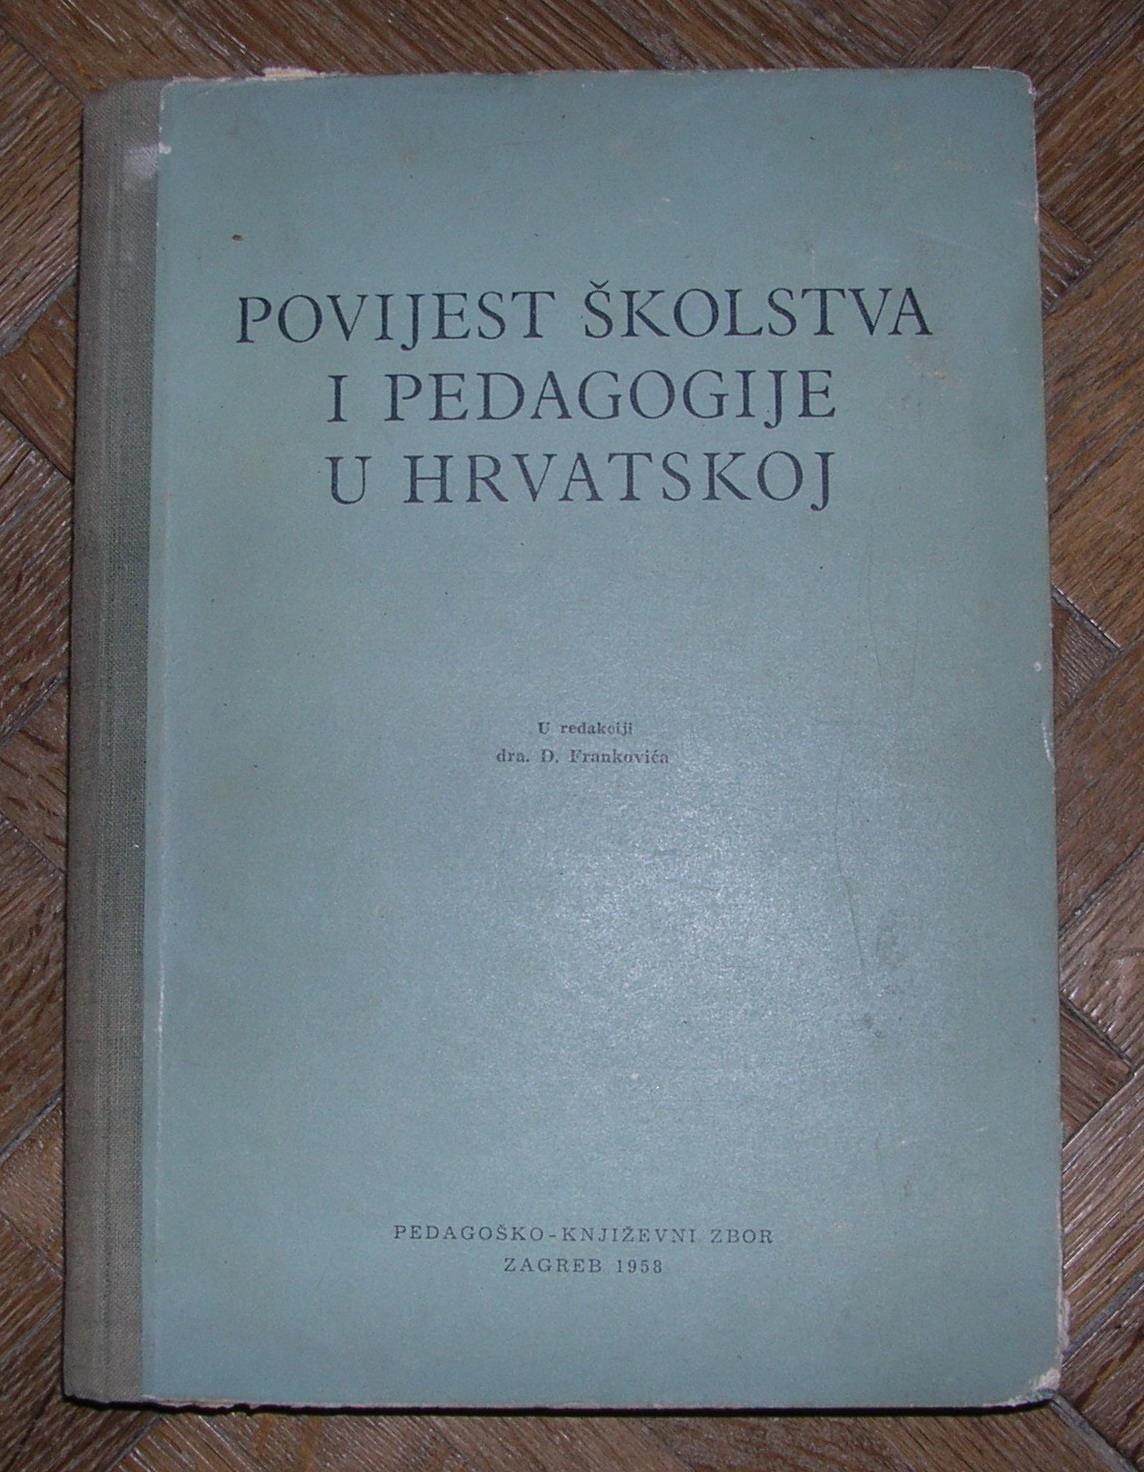 POVIJEST ŠKOLSTVA
I PEDAGOGIJE
U HRVATSKOJ
U redakciji
dra. D. Frankovića
PEDAGOŠKO-KNJIŽEVNI ZBOR
ZAGREB 1958